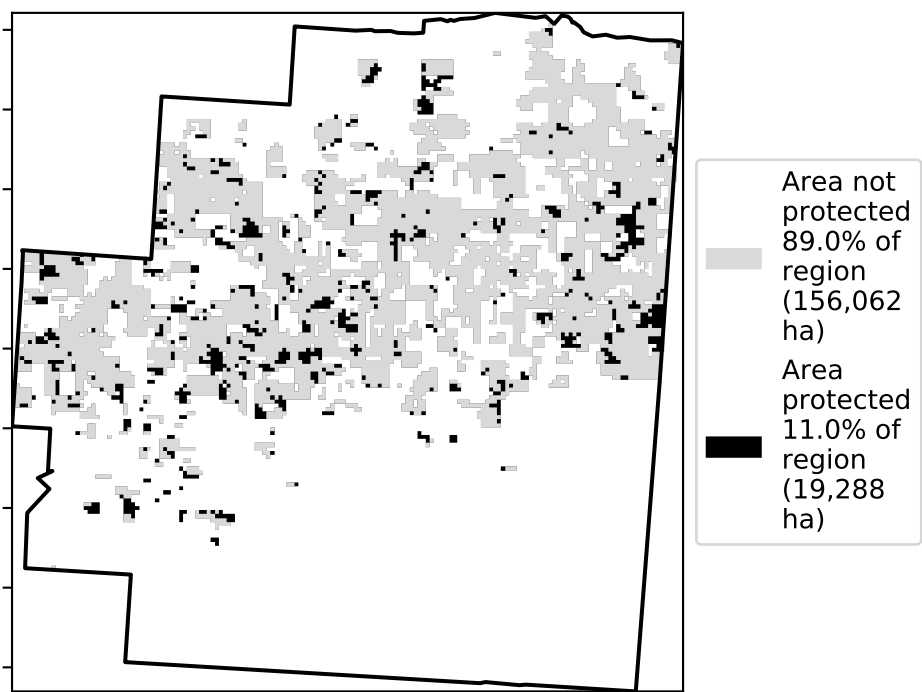 Area not
protected
89.0% of
region
(156,062
ha)
Area
protected
11.0% of
region
(19,288
ha)